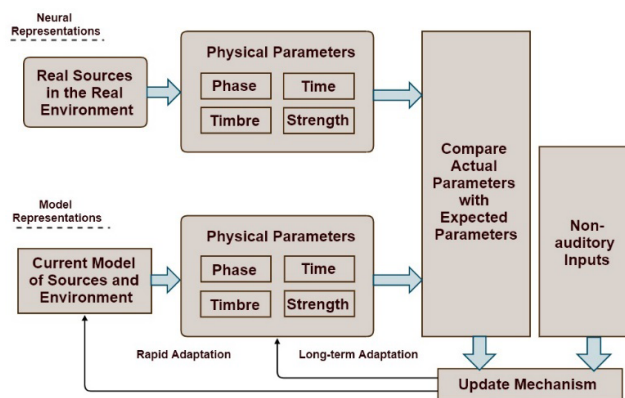 Neural
Representations
Real Sources
in the Real
Environment
Physical Parameters
Phase
Time
Timbre
Strength
Compare
Actual
Parameters
with
Expected
Parameters
Non-
auditory
Inputs
Model
Representations
Current Model
of Sources and
Environment
Physical Parameters
Phase
Time
Timbre
Strength
Rapid Adaptation
Long-term Adaptation
Update Mechanism